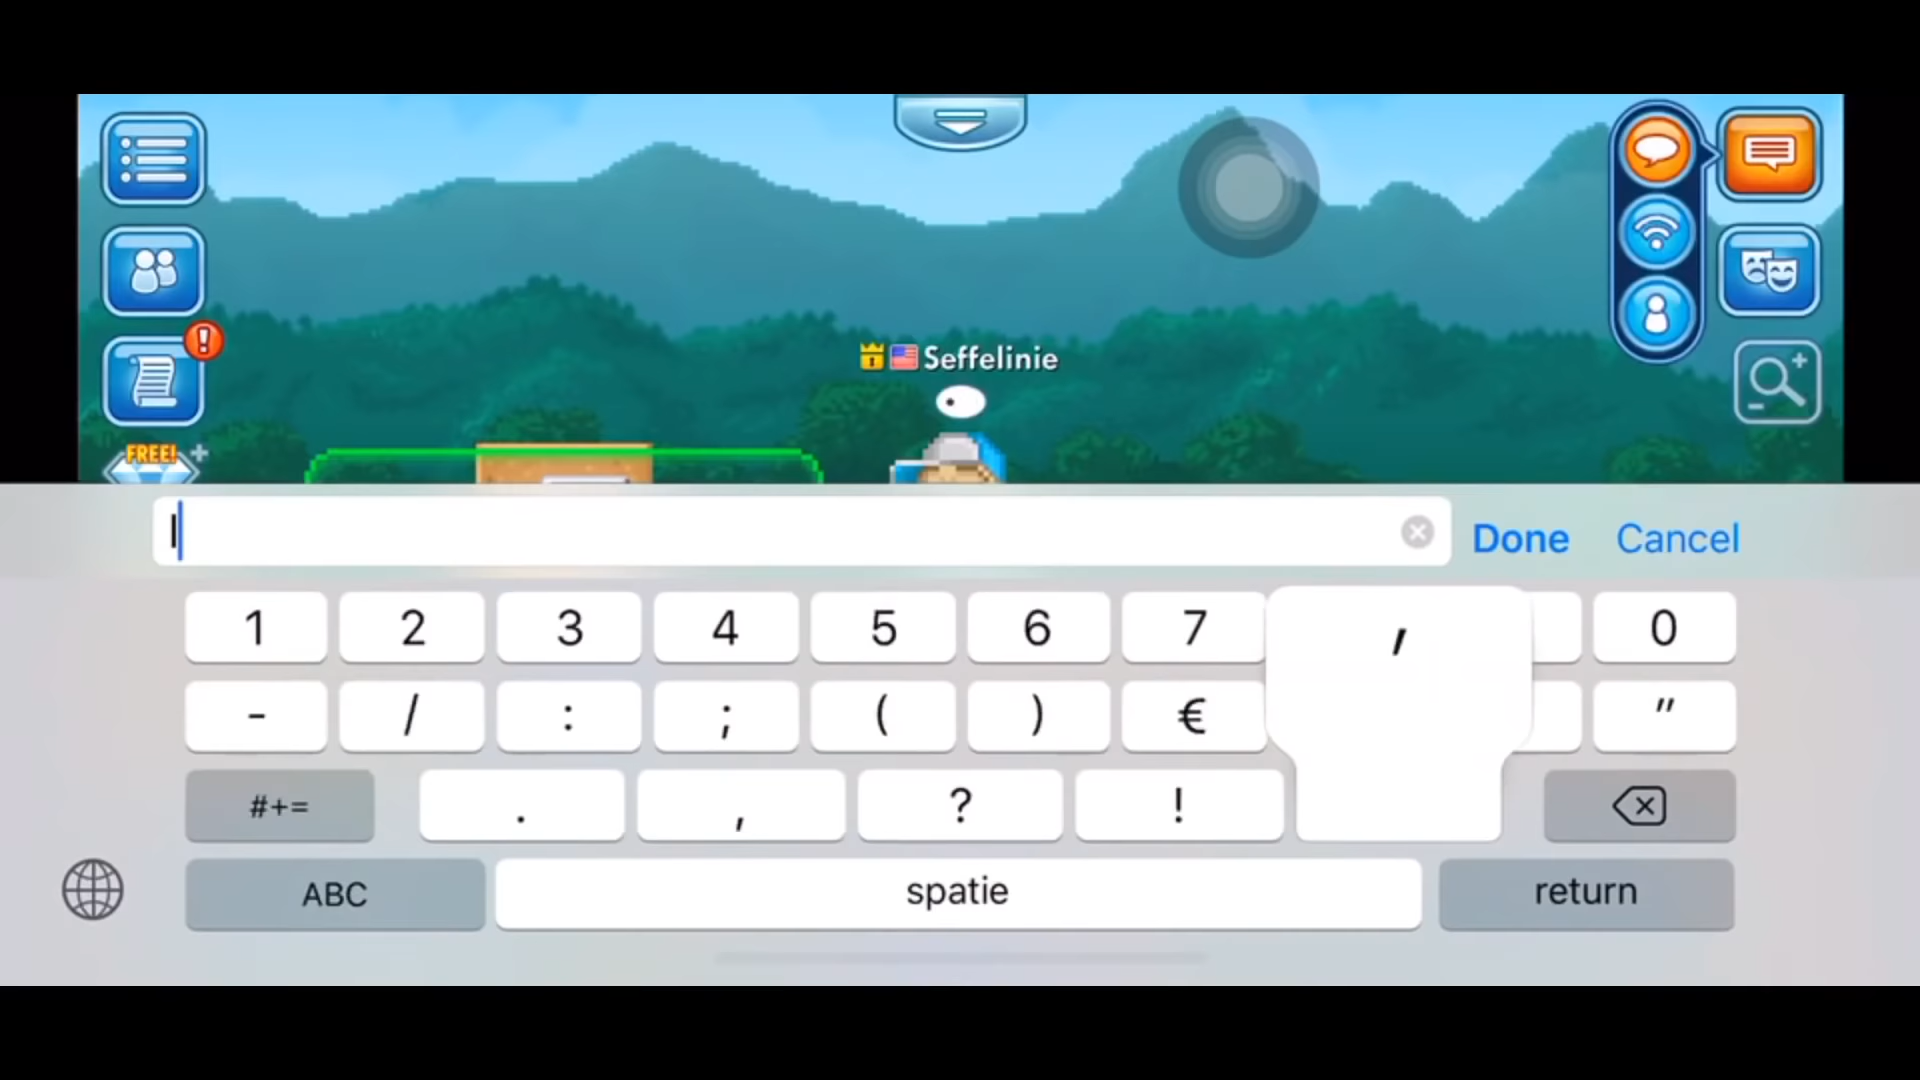 Seffelinie
FREE!
I
Done Cancel
1 2 3 4 5 6 7 0
- / : ; ( ) € "
#+= . , ? ! '
ABC spatie return